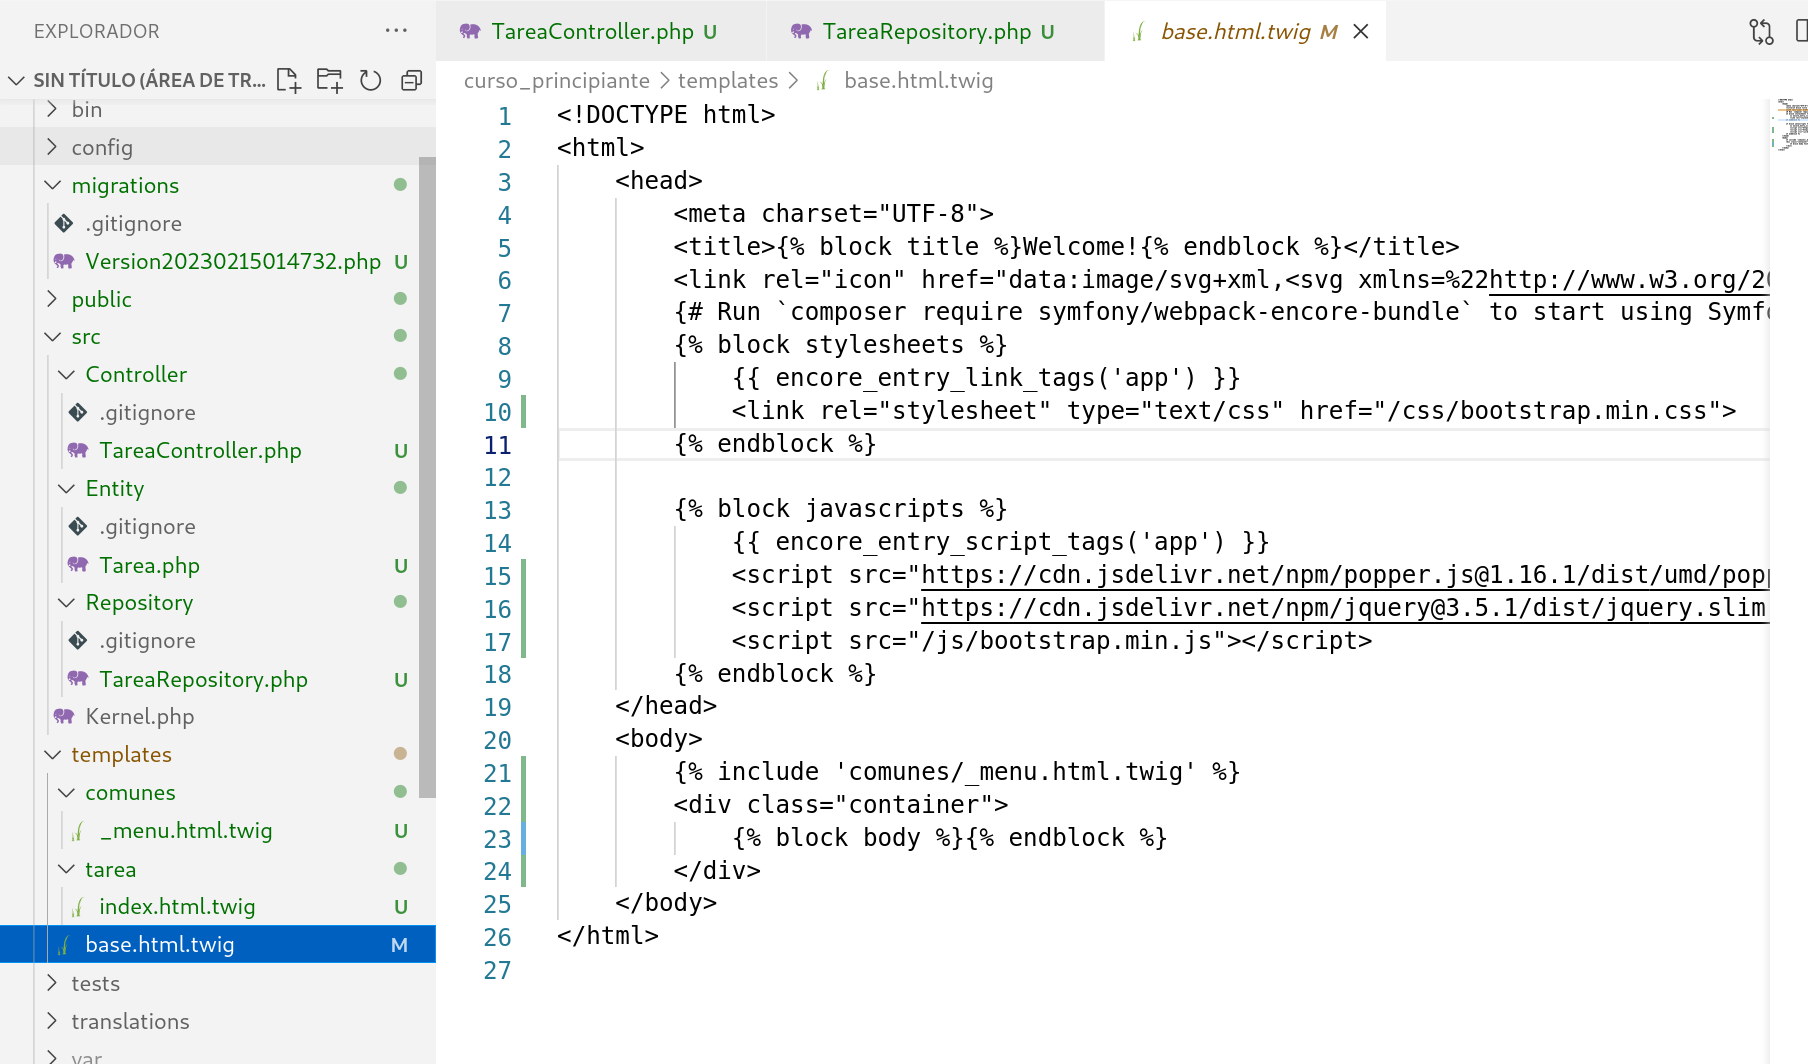 EXPLORADOR
SIN TÍTULO (ÁREA DE TR...
bin
config
migrations
.gitignore
Version20230215014732.php U
public
src
Controller
.gitignore
TareaController.php U
Entity
.gitignore
Tarea.php U
Repository
.gitignore
TareaRepository.php U
Kernel.php
templates
comunes
_menu.html.twig U
tarea
index.html.twig U
base.html.twig M
tests
translations
var
TareaController.php U
TareaRepository.php U
base.html.twig M
curso_principiante > templates > base.html.twig
1 <!DOCTYPE html>
2 <html>
3 <head>
4 <meta charset="UTF-8">
5 <title>{% block title %}Welcome!{% endblock %}</title>
6 <link rel="icon" href="data:image/svg+xml,<svg xmlns=%22http://www.w3.org/20
7 {# Run `composer require symfony/webpack-encore-bundle` to start using Symfo
8 {% block stylesheets %}
9 {{ encore_entry_link_tags('app') }}
10 <link rel="stylesheet" type="text/css" href="/css/bootstrap.min.css">
11 {% endblock %}
12
13 {% block javascripts %}
14 {{ encore_entry_script_tags('app') }}
15 <script src="https://cdn.jsdelivr.net/npm/popper.js@1.16.1/dist/umd/popp
16 <script src="https://cdn.jsdelivr.net/npm/jquery@3.5.1/dist/jquery.slim
17 <script src="/js/bootstrap.min.js"></script>
18 {% endblock %}
19 </head>
20 <body>
21 {% include 'comunes/_menu.html.twig' %}
22 <div class="container">
23 {% block body %}{% endblock %}
24 </div>
25 </body>
26 </html>
27